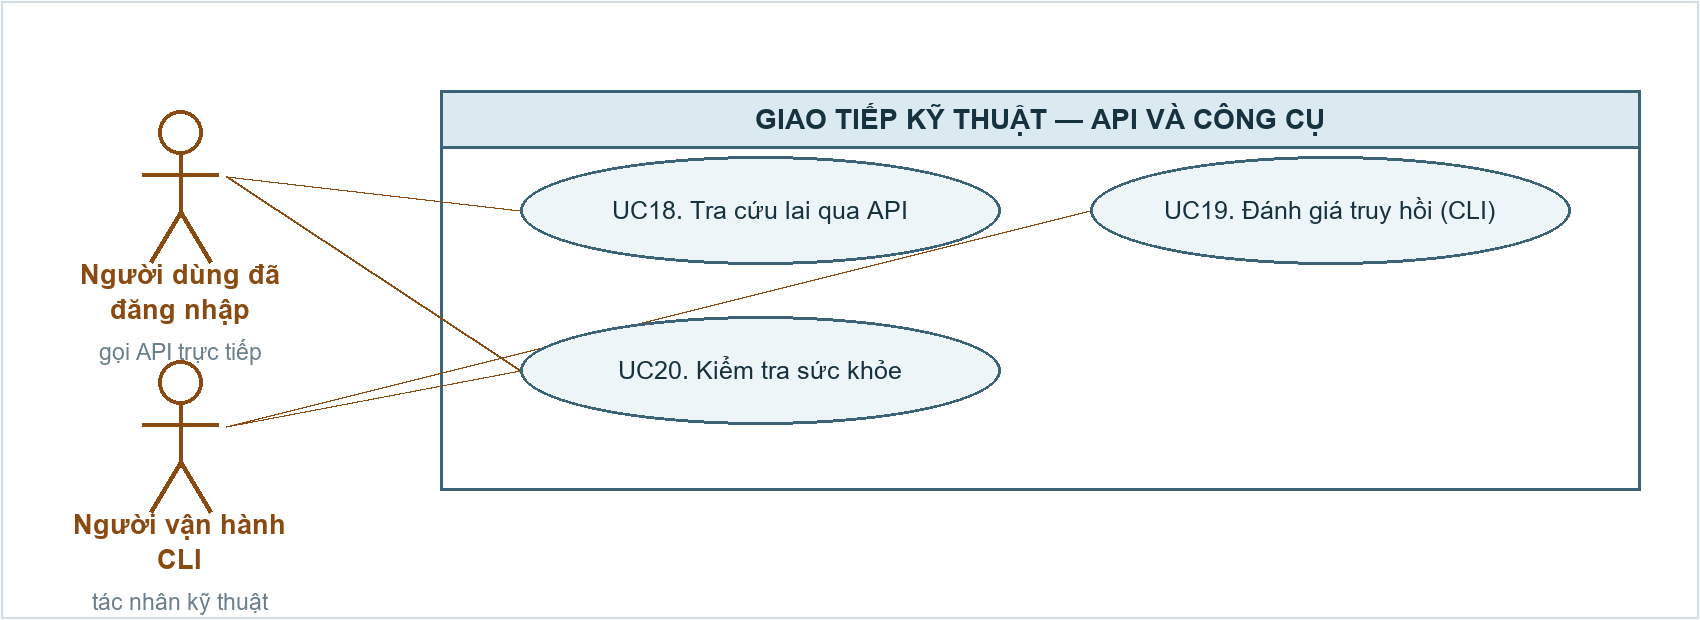 GIAO TIẾP KỸ THUẬT — API VÀ CÔNG CỤ
UC18. Tra cứu lai qua API
UC19. Đánh giá truy hồi (CLI)
Người dùng đã
đăng nhập
gọi API trực tiếp
UC20. Kiểm tra sức khỏe
Người vận hành
CLI
tác nhân kỹ thuật